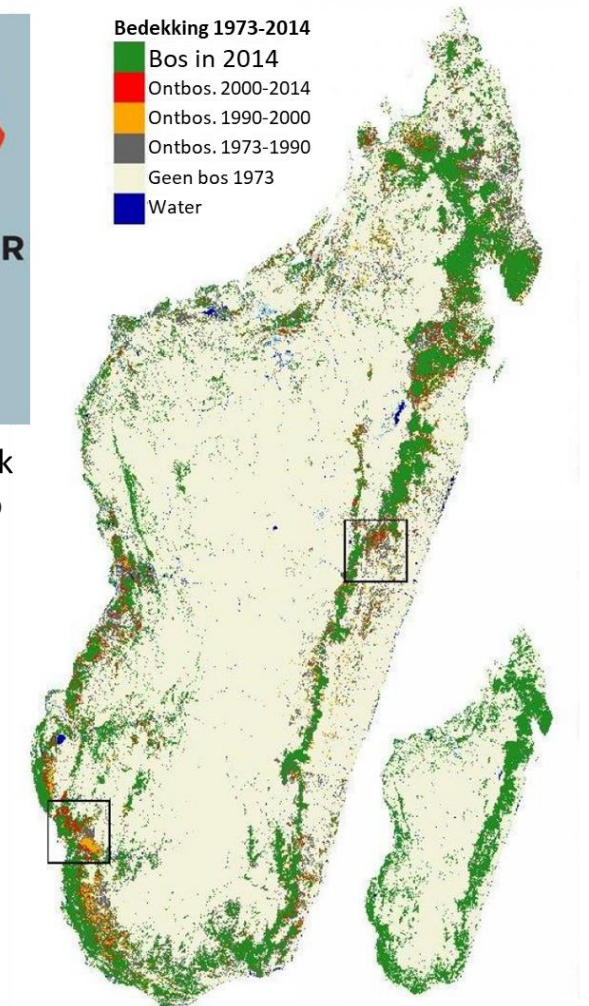 Bedekking 1973-2014
Bos in 2014
Ontbos. 2000-2014
Ontbos. 1990-2000
Ontbos. 1973-1990
Geen bos 1973
Water
R
k